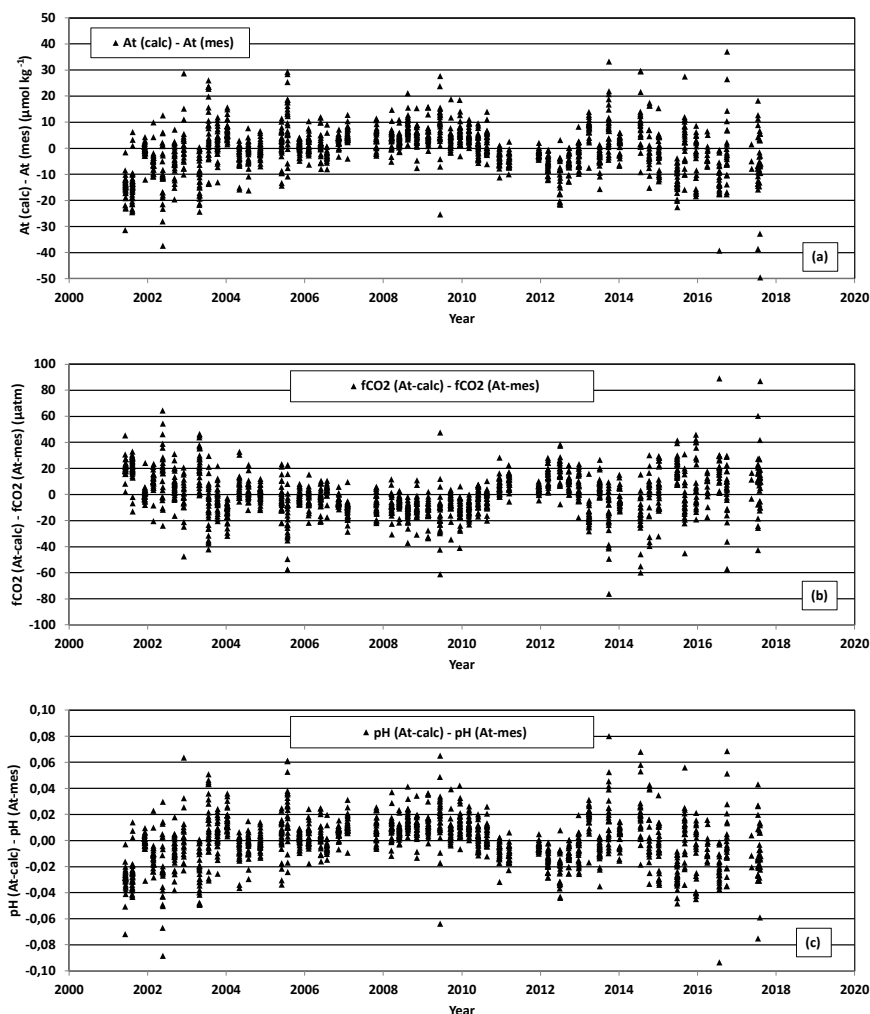 50
40
30
20
10
0
-10
-20
-30
-40
-50
At (calc) - At (mes) (µmol kg⁻¹)
At (calc) - At (mes)
(a)
2000 2002 2004 2006 2008 2010 2012 2014 2016 2018 2020
Year
100
80
60
40
20
0
-20
-40
-60
-80
-100
fCO2 (At-calc) - fCO2 (At-mes) (µatm)
fCO2 (At-calc) - fCO2 (At-mes)
(b)
2000 2002 2004 2006 2008 2010 2012 2014 2016 2018 2020
Year
0,10
0,08
0,06
0,04
0,02
0,00
-0,02
-0,04
-0,06
-0,08
-0,10
pH (At-calc) - pH (At-mes)
pH (At-calc) - pH (At-mes)
(c)
2000 2002 2004 2006 2008 2010 2012 2014 2016 2018 2020
Year